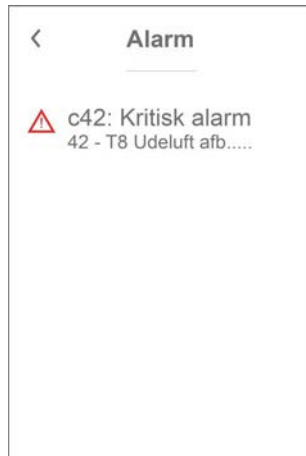 Alarm
c42: Kritisk alarm
42 - T8 Udeluft afb.....